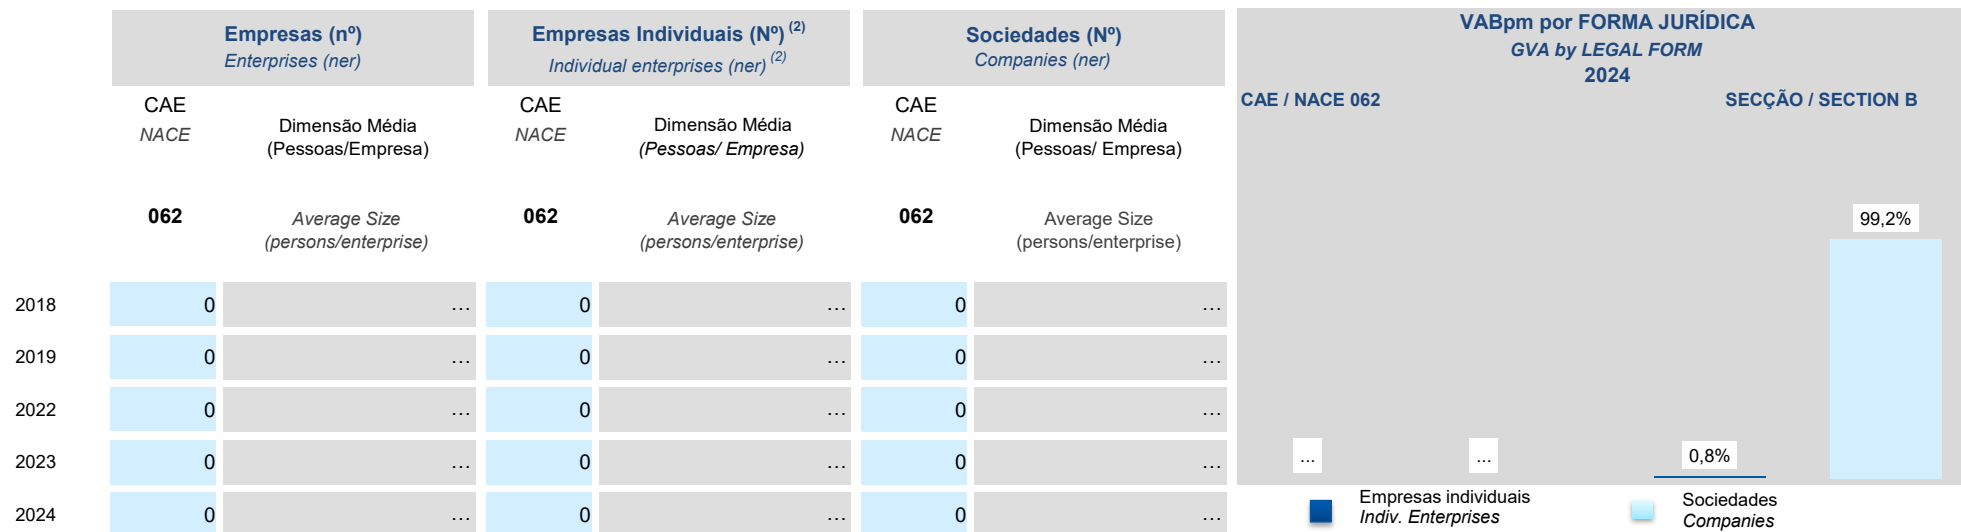 Empresas (nº)
Enterprises (ner)
Empresas Individuais (Nº) (2)
Individual enterprises (ner) (2)
Sociedades (Nº)
Companies (ner)
VABpm por FORMA JURÍDICA
GVA by LEGAL FORM
2024
CAE / NACE 062
SECÇÃO / SECTION B
CAE
NACE
Dimensão Média
(Pessoas/Empresa)
CAE
NACE
Dimensão Média
(Pessoas/ Empresa)
CAE
NACE
Dimensão Média
(Pessoas/ Empresa)
062
Average Size
(persons/enterprise)
062
Average Size
(persons/enterprise)
062
Average Size
(persons/enterprise)
2018 0 … 0 … 0 …
2019 0 … 0 … 0 …
2022 0 … 0 … 0 …
2023 0 … 0 … 0 …
2024 0 … 0 … 0 …
99,2%
...
...
0,8%
Empresas individuais
Indiv. Enterprises
Sociedades
Companies